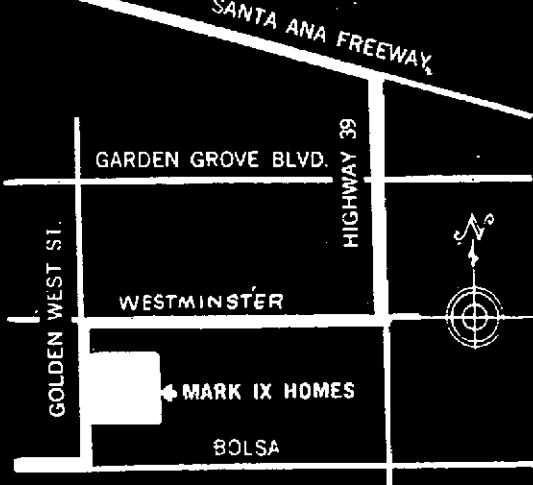 SANTA ANA FREEWAY
GARDEN GROVE BLVD.
HIGHWAY 39
N
GOLDEN WEST ST.
WESTMINSTER
MARK IX HOMES
BOLSA